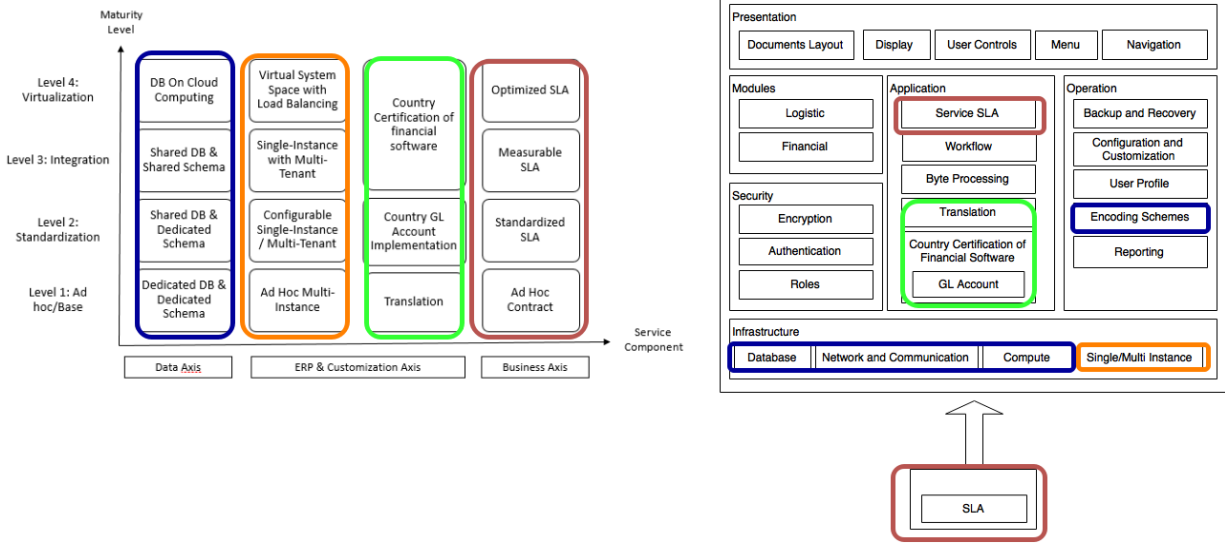 Maturity
Level
Level 4:
Virtualization
DB On Cloud
Computing
Virtual System
Space with
Load Balancing
Country
Certification of
financial
software
Optimized SLA
Level 3: Integration
Shared DB &
Shared Schema
Single-Instance
with Multi-
Tenant
Measurable
SLA
Level 2:
Standardization
Shared DB &
Dedicated
Schema
Configurable
Single-Instance
/ Multi-Tenant
Country GL
Account
Implementation
Standardized
SLA
Level 1: Ad
hoc/Base
Dedicated DB &
Dedicated
Schema
Ad Hoc Multi-
Instance
Translation
Ad Hoc
Contract
Service
Component
Data Axis
ERP & Customization Axis
Business Axis
Presentation
Documents Layout
Display
User Controls
Menu
Navigation
Modules
Logistic
Financial
Security
Encryption
Authentication
Roles
Application
Service SLA
Workflow
Byte Processing
Translation
Country Certification of
Financial Software
GL Account
Operation
Backup and Recovery
Configuration and
Customization
User Profile
Encoding Schemes
Reporting
Infrastructure
Database
Network and Communication
Compute
Single/Multi Instance
SLA